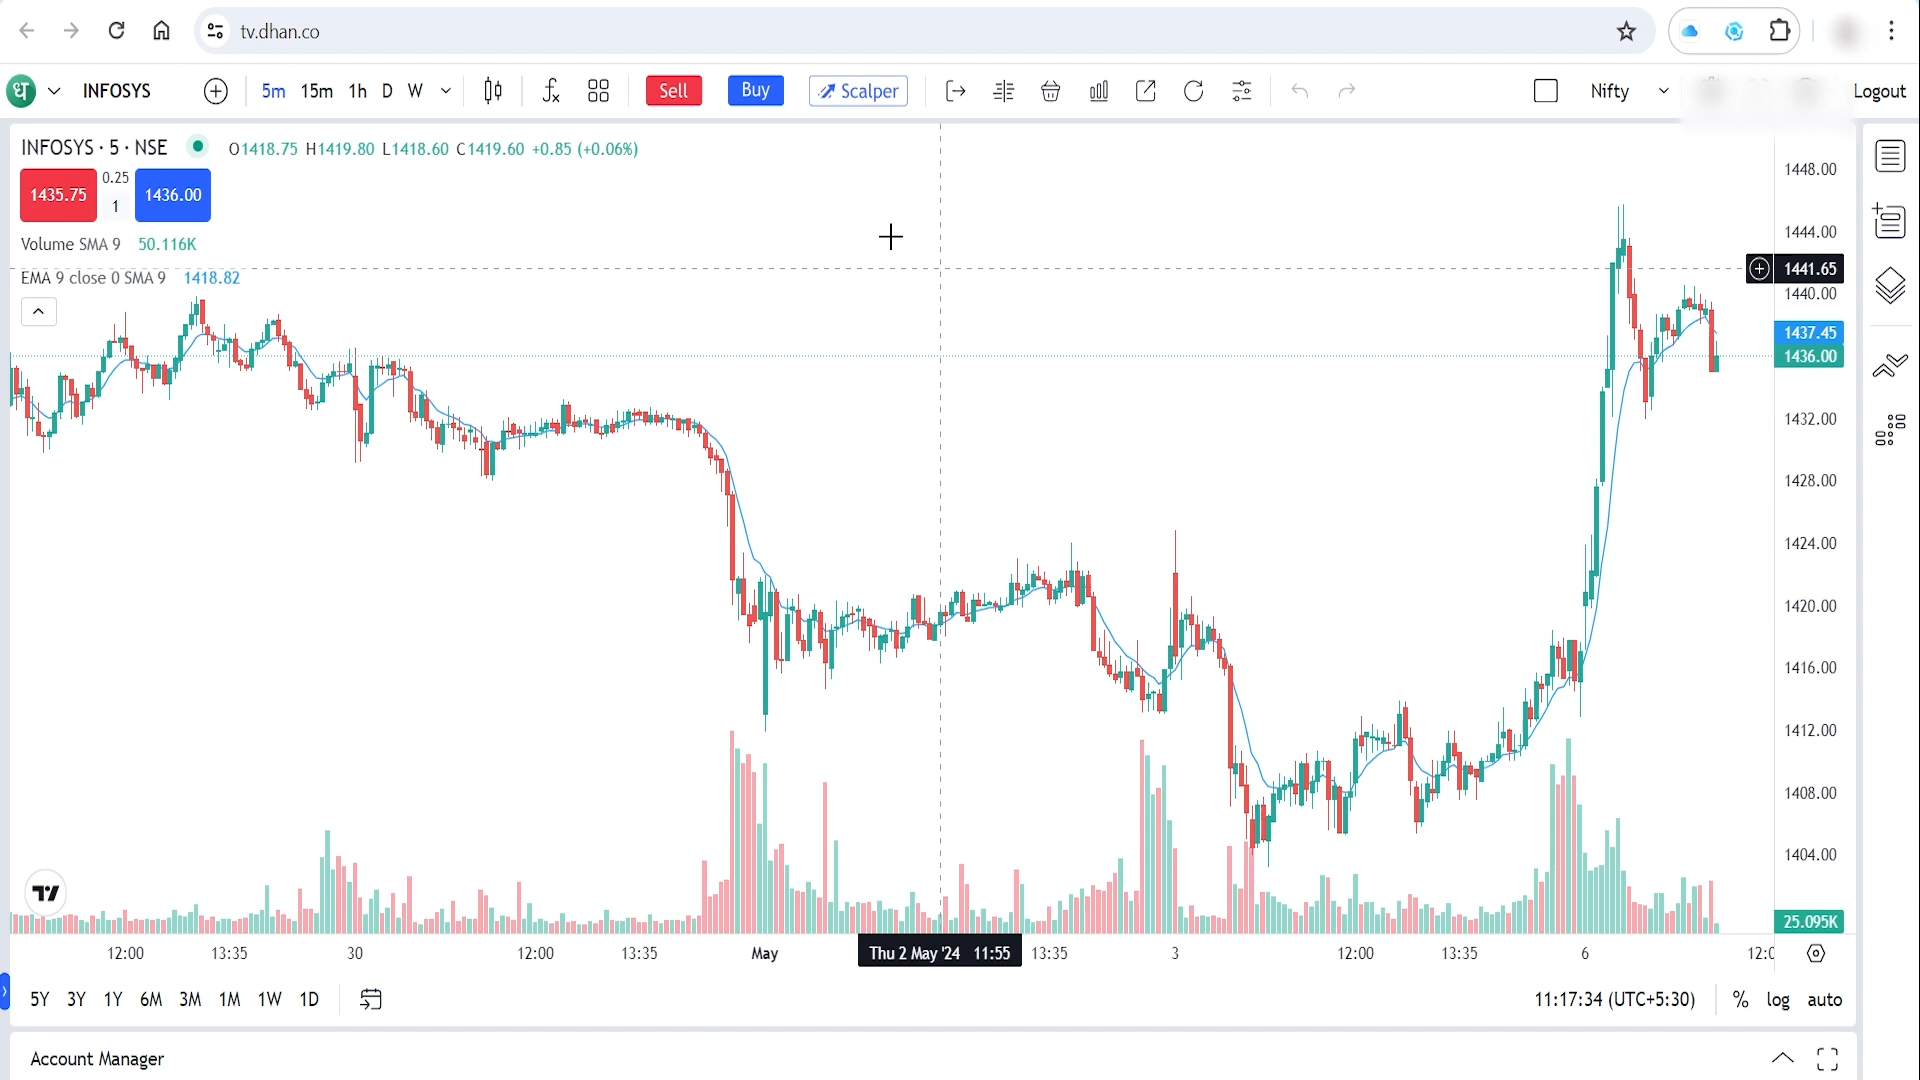 tv.dhan.co
ध INFOSYS 5m 15m 1h D W Sell Buy Scalper Nifty Logout
INFOSYS · 5 · NSE O1418.75 H1419.80 L1418.60 C1419.60 +0.85 (+0.06%)
1435.75 0.25 1 1436.00
Volume SMA 9 50.116K
EMA 9 close 0 SMA 9 1418.82
1448.00
1444.00
1441.65
1440.00
1437.45
1436.00
1432.00
1428.00
1424.00
1420.00
1416.00
1412.00
1408.00
1404.00
25.095K
12:00 13:35 30 12:00 13:35 May Thu 2 May '24 11:55 13:35 3 12:00 13:35 6 12:0
5Y 3Y 1Y 6M 3M 1M 1W 1D 11:17:34 (UTC+5:30) % log auto
Account Manager